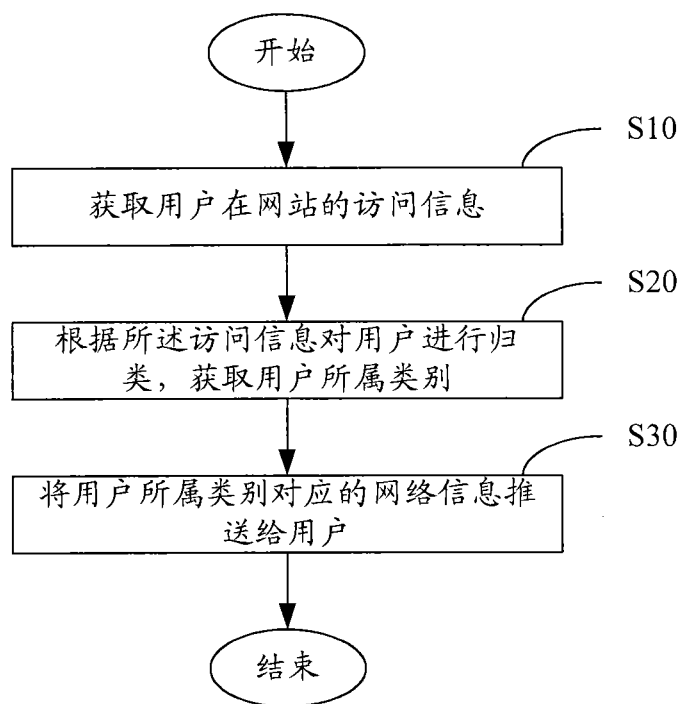 开始
S10
获取用户在网站的访问信息
S20
根据所述访问信息对用户进行归
类，获取用户所属类别
S30
将用户所属类别对应的网络信息推
送给用户
结束